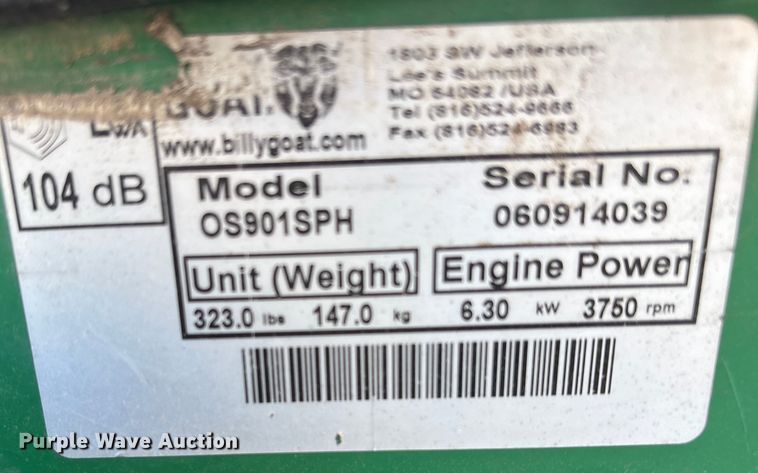 1803 SW Jefferson
Lee's Summit
MO 64082 /USA
Tel (816)524-9666
Fax (816)524-6983
GOAT
www.billygoat.com
LWA
104 dB
Model
Serial No:
OS901SPH
060914039
Unit (Weight)
Engine Power
323.0 lbs 147.0 kg
6.30 kW 3750 rpm
Purple Wave Auction